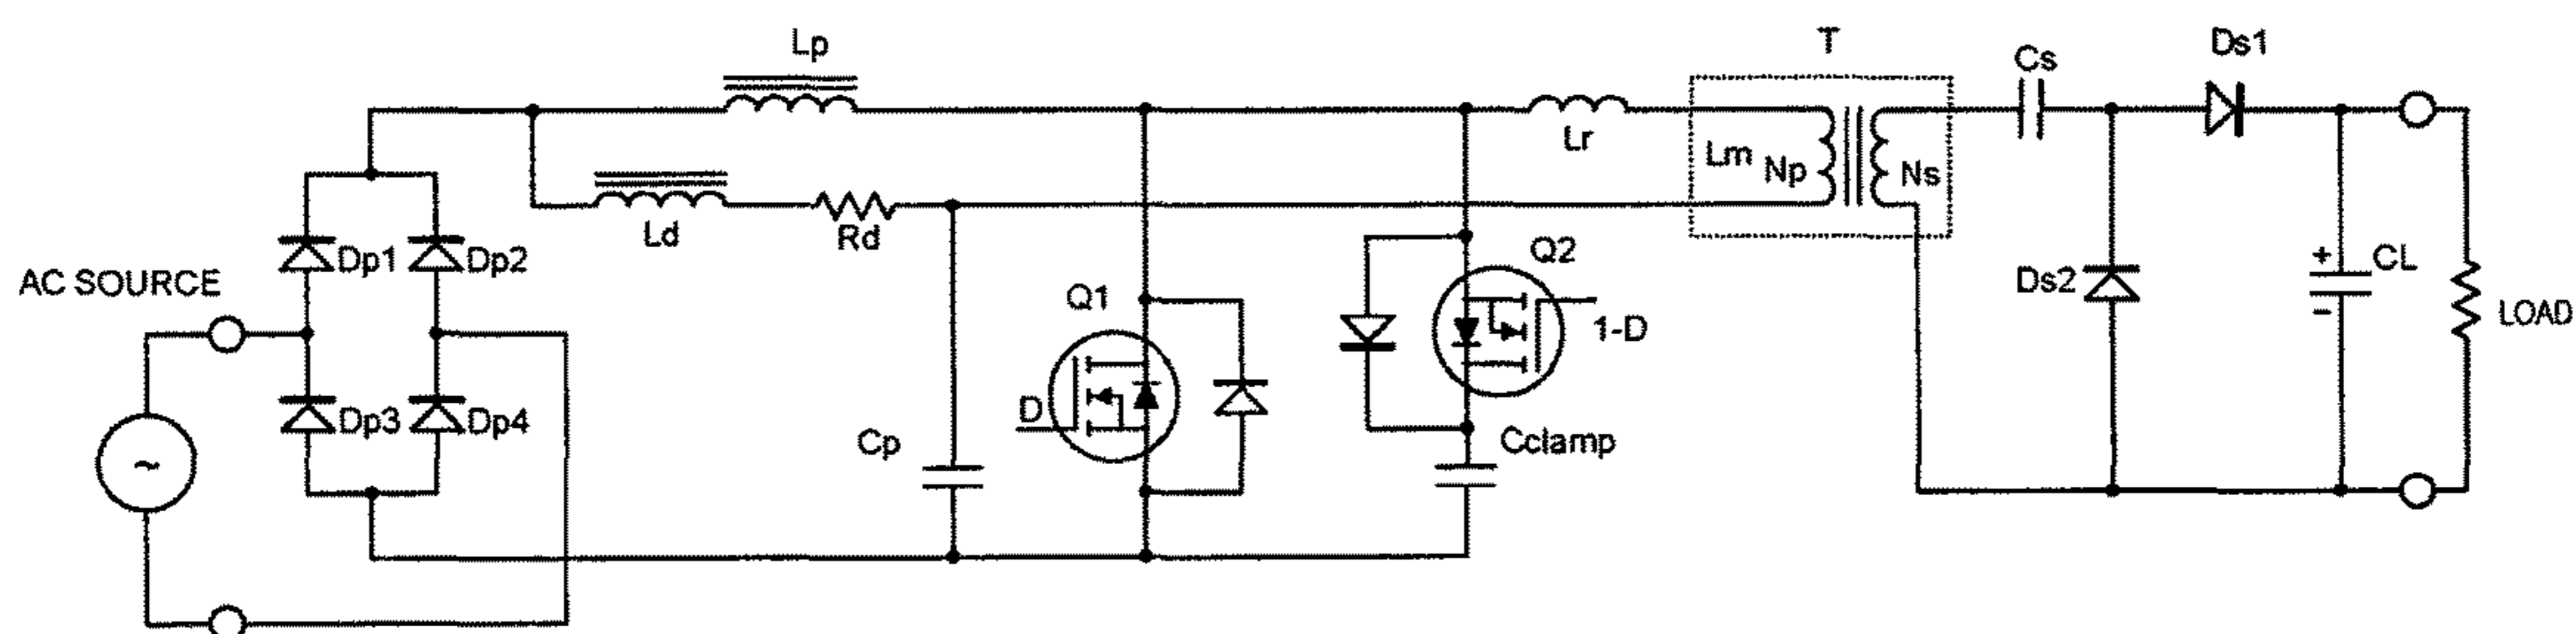 Lp
T
Cs
Ds1
Lr
Lm
Np
Ns
Ld
Rd
Dp1
Dp2
Q2
Q1
AC SOURCE
Ds2
+
CL
-
LOAD
1-D
D
Dp3
Dp4
Cp
Cclamp
~